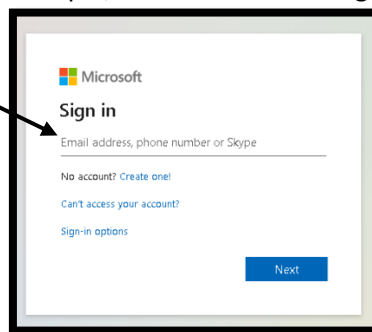 Microsoft
Sign in
Email address, phone number or Skype
No account? Create one!
Can't access your account?
Sign-in options
Next